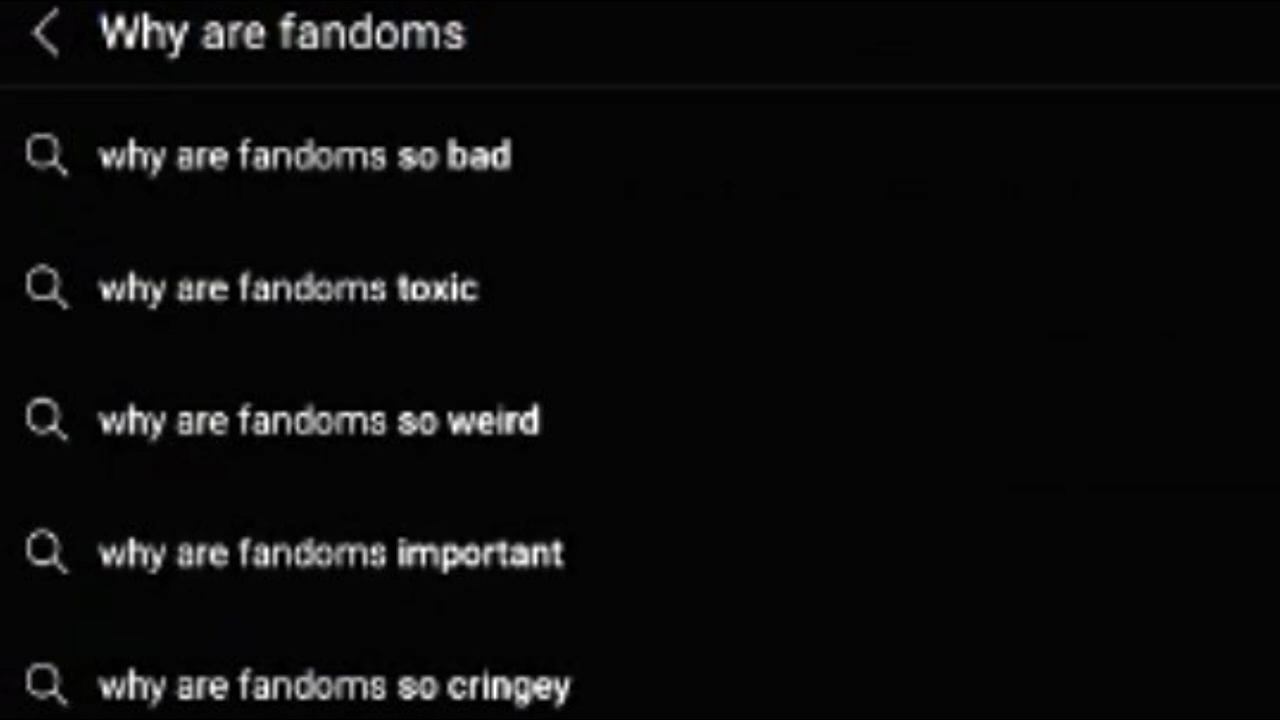 Why are fandoms
why are fandoms so bad
why are fandoms toxic
why are fandoms so weird
why are fandoms important
why are fandoms so cringey